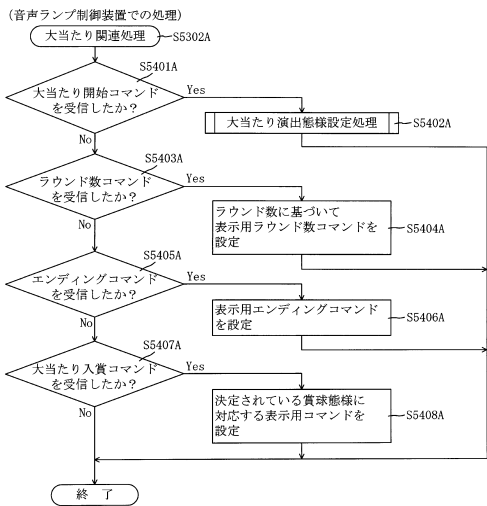 (音声ランプ制御装置での処理)
大当たり関連処理
S5302A
S5401A
大当たり開始コマンド
を受信したか?
Yes
大当たり演出態様設定処理
S5402A
No
S5403A
ラウンド数コマンド
を受信したか?
Yes
ラウンド数に基づいて
表示用ラウンド数コマンドを
設定
S5404A
No
S5405A
エンディングコマンド
を受信したか?
Yes
表示用エンディングコマンド
を設定
S5406A
No
S5407A
大当たり入賞コマンド
を受信したか?
Yes
決定されている賞球態様に
対応する表示用コマンドを
設定
S5408A
No
終 了